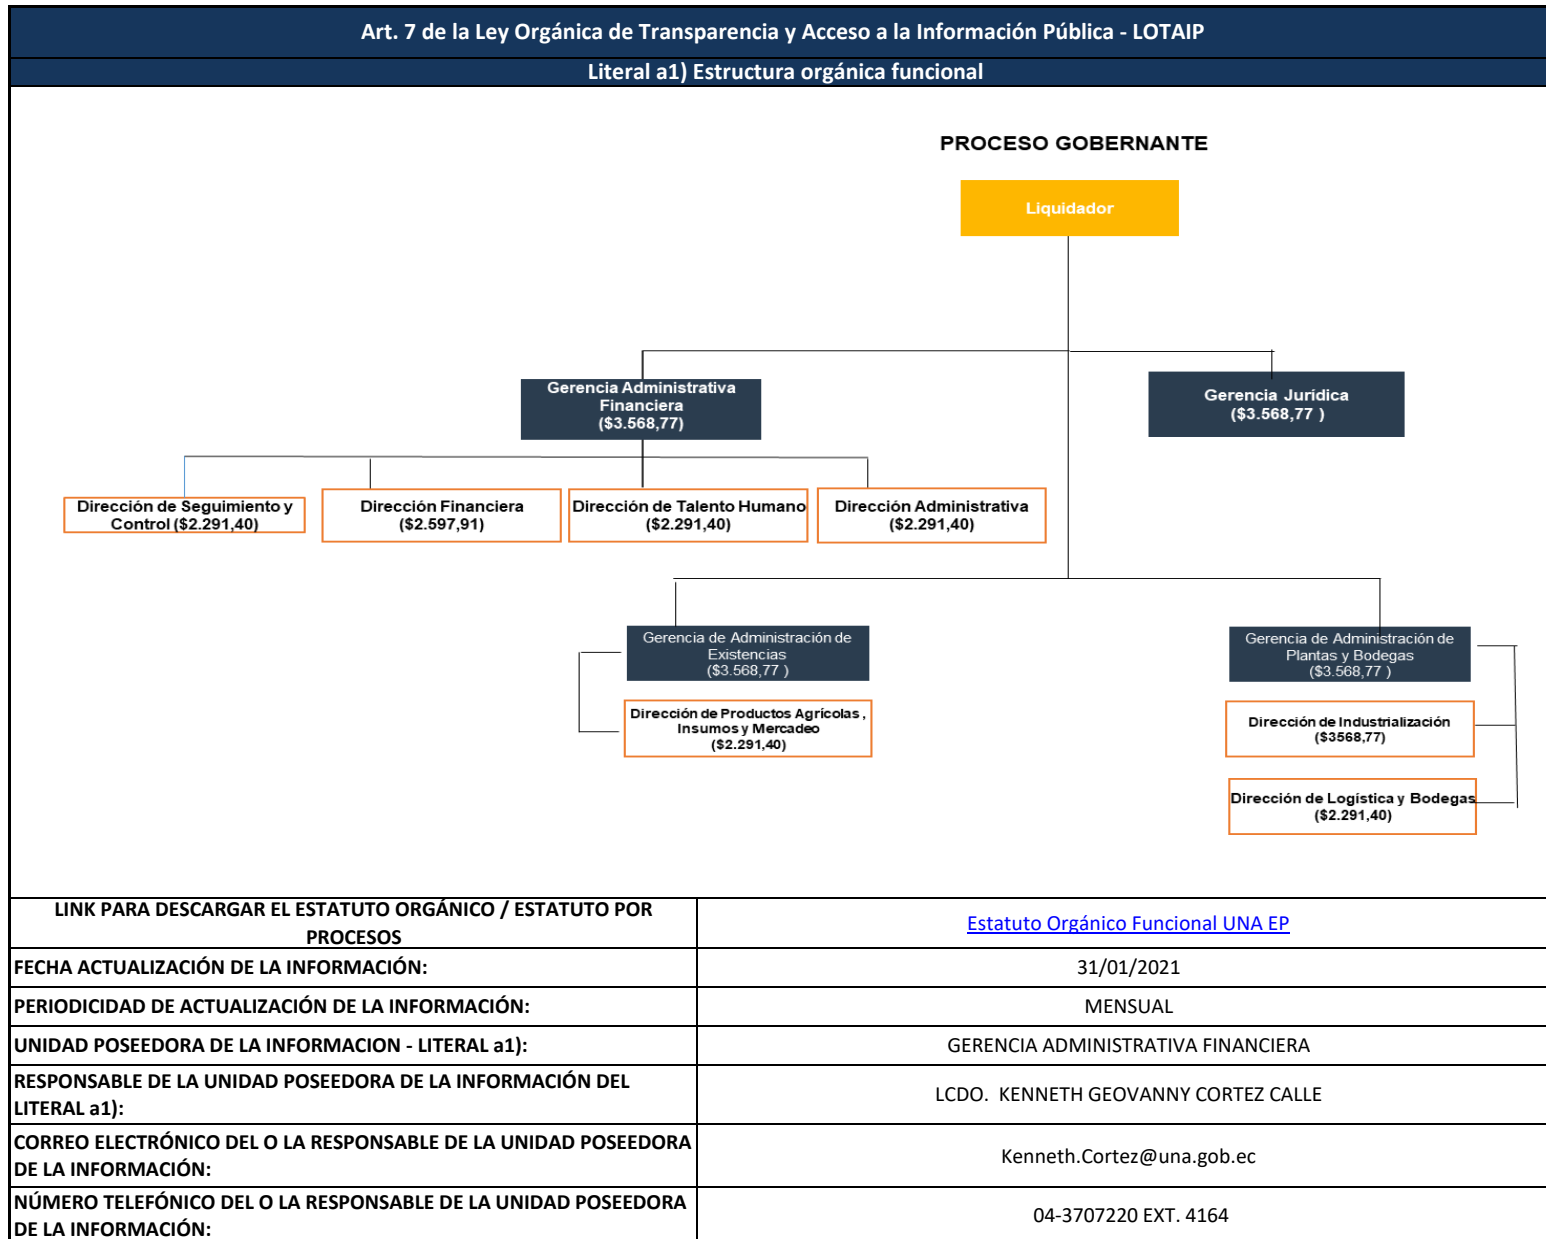 Art. 7 de la Ley Orgánica de Transparencia y Acceso a la Información Pública - LOTAIP
Literal a1) Estructura orgánica funcional
PROCESO GOBERNANTE
Liquidador
Gerencia Administrativa
Financiera
($3.568,77)
Gerencia Jurídica
($3.568,77 )
Dirección de Seguimiento y
Control ($2.291,40)
Dirección Financiera
($2.597,91)
Dirección de Talento Humano
($2.291,40)
Dirección Administrativa
($2.291,40)
Gerencia de Administración de
Existencias
($3.568,77 )
Gerencia de Administración de
Plantas y Bodegas
($3.568,77 )
Dirección de Productos Agrícolas ,
Insumos y Mercadeo
($2.291,40)
Dirección de Industrialización
($3568,77)
Dirección de Logística y Bodegas
($2.291,40)
LINK PARA DESCARGAR EL ESTATUTO ORGÁNICO / ESTATUTO POR
PROCESOS
Estatuto Orgánico Funcional UNA EP
FECHA ACTUALIZACIÓN DE LA INFORMACIÓN:
31/01/2021
PERIODICIDAD DE ACTUALIZACIÓN DE LA INFORMACIÓN:
MENSUAL
UNIDAD POSEEDORA DE LA INFORMACION - LITERAL a1):
GERENCIA ADMINISTRATIVA FINANCIERA
RESPONSABLE DE LA UNIDAD POSEEDORA DE LA INFORMACIÓN DEL
LITERAL a1):
LCDO. KENNETH GEOVANNY CORTEZ CALLE
CORREO ELECTRÓNICO DEL O LA RESPONSABLE DE LA UNIDAD POSEEDORA
DE LA INFORMACIÓN:
Kenneth.Cortez@una.gob.ec
NÚMERO TELEFÓNICO DEL O LA RESPONSABLE DE LA UNIDAD POSEEDORA
DE LA INFORMACIÓN:
04-3707220 EXT. 4164